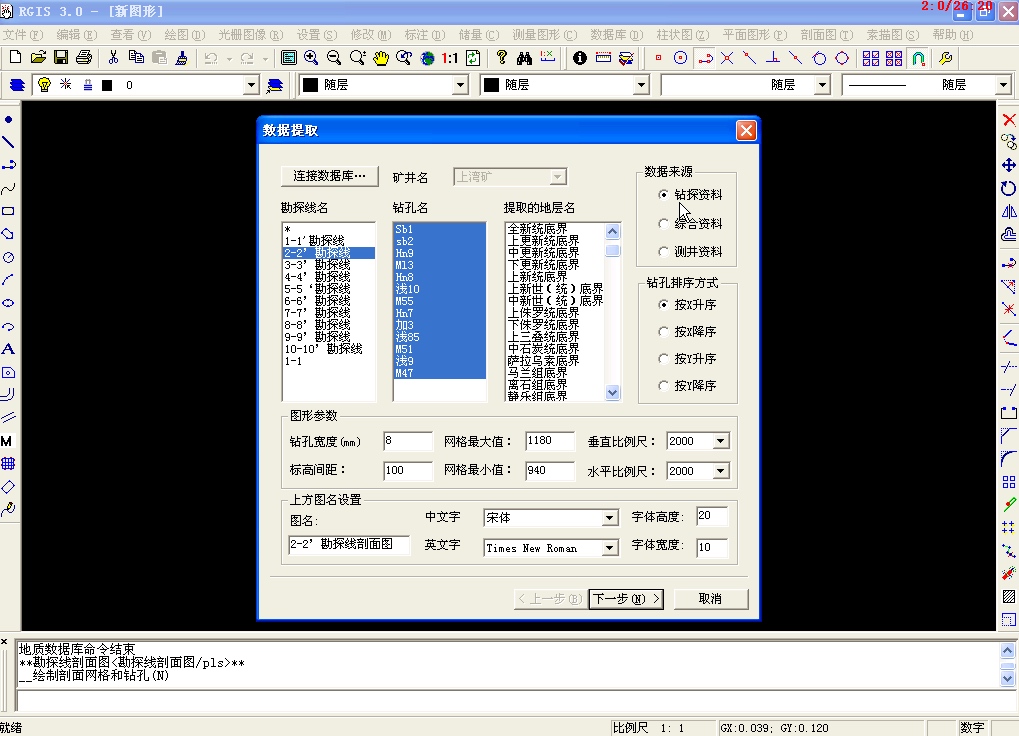 RGIS 3.0 - [新图形]
2:0/26:20
文件(F) 编辑(E) 查看(V) 绘图(D) 光栅图像(R) 设置(S) 修改(M) 标注(D) 储量(C) 测量图形(C) 数据库(D) 柱状图(Z) 平面图形(P) 剖面图(T) 素描图(S) 帮助(H)
1:1
0 随层 随层 随层 随层
数据提取
连接数据库… 矿井名 上湾矿
数据来源
钻探资料
综合资料
测井资料
勘探线名
*
1-1'勘探线
2-2’勘探线
3-3’勘探线
4-4’勘探线
5-5‘勘探线
6-6’勘探线
7-7’勘探线
8-8’勘探线
9-9’勘探线
10-10’勘探线
1-1
钻孔名
Sb1
sb2
Hn9
M13
Hn8
浅10
M55
Hn7
加3
浅85
M51
浅9
M47
提取的地层名
全新统底界
上更新统底界
中更新统底界
下更新统底界
上新统底界
上新世(统)底界
中新世(统)底界
上侏罗统底界
下侏罗统底界
上三叠统底界
中石炭统底界
萨拉乌素底界
马兰组底界
离石组底界
静乐组底界
钻孔排序方式
按X升序
按X降序
按Y升序
按Y降序
图形参数
钻孔宽度(mm) 8 网格最大值： 1180 垂直比例尺： 2000
标高间距： 100 网格最小值： 940 水平比例尺： 2000
上方图名设置
图名:
2-2’勘探线剖面图
中文字 宋体 字体高度: 20
英文字 Times New Roman 字体宽度: 10
< 上一步(B) 下一步(N) > 取消
A
M
地质数据库命令结束
**勘探线剖面图<勘探线剖面图/pls>**
__绘制剖面网格和钻孔(N)
就绪 比例尺 1: 1 GX:0.039; GY:0.120 数字